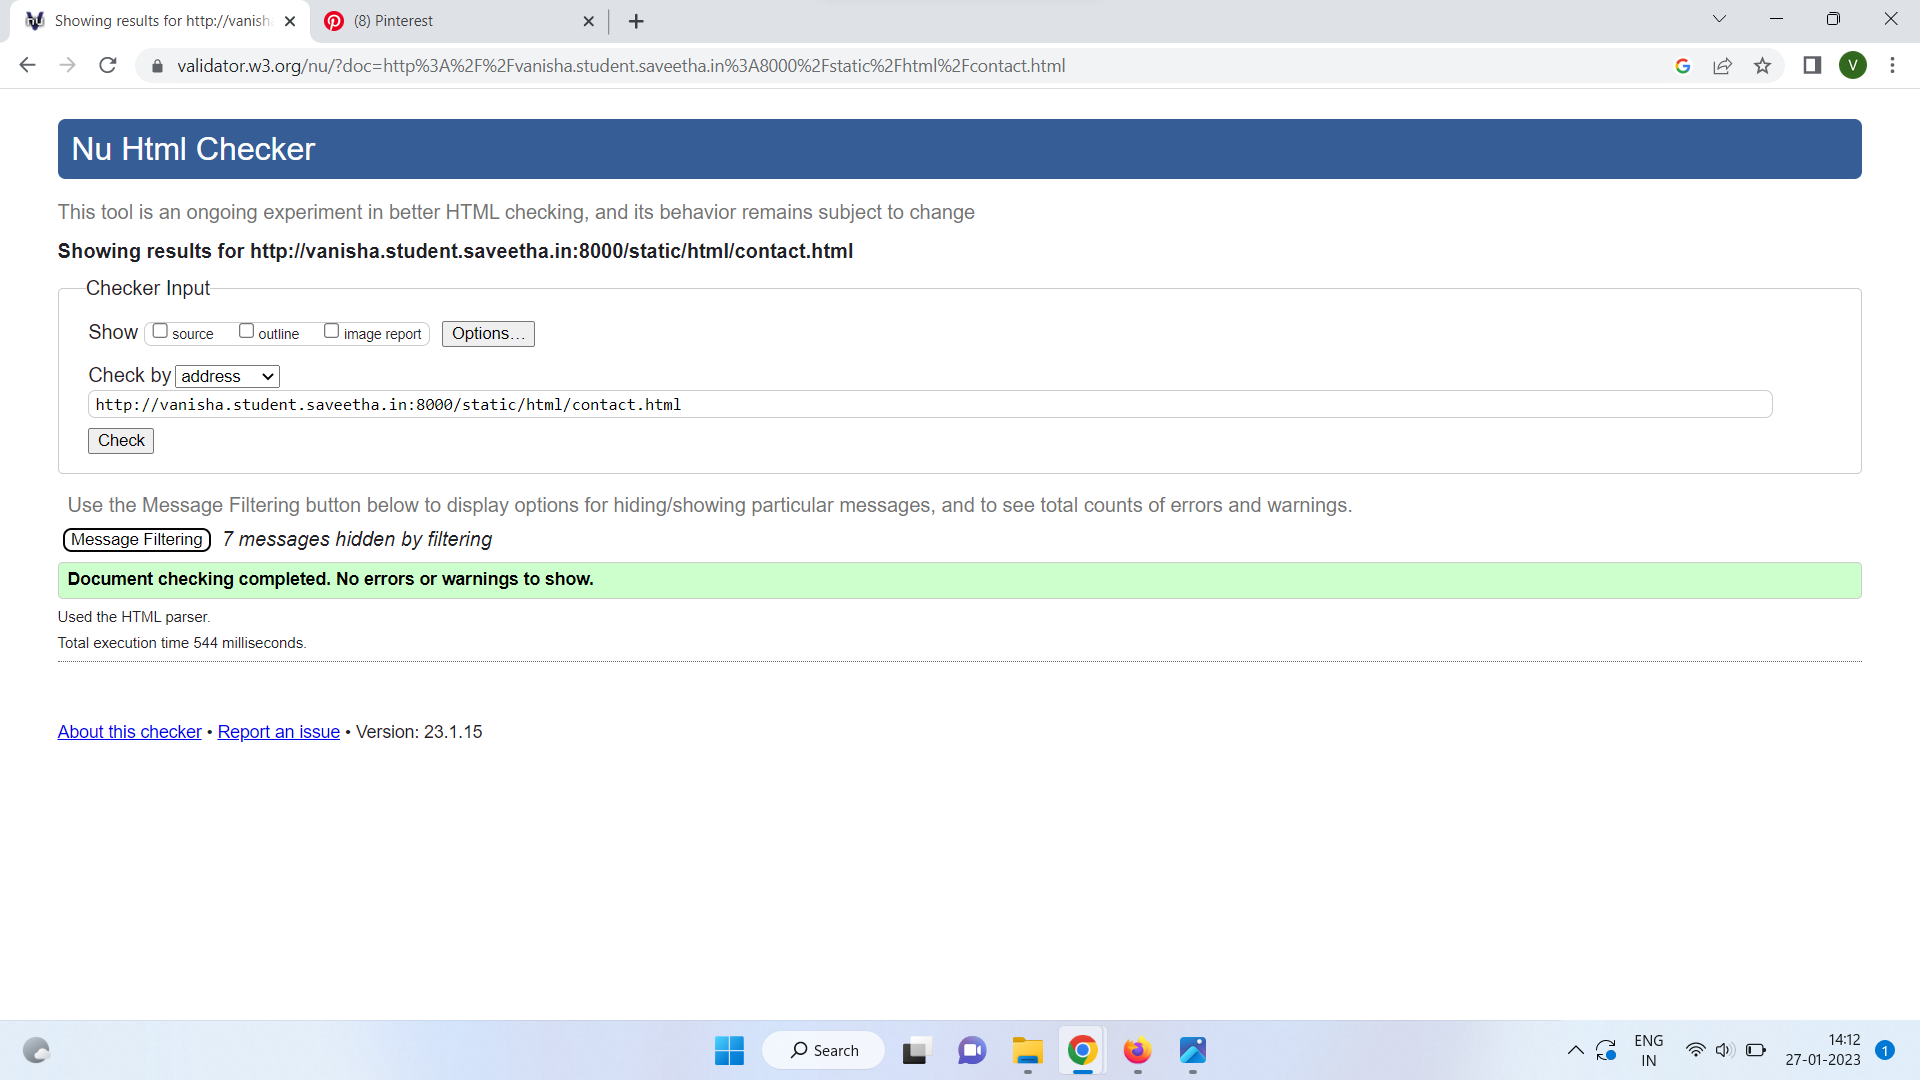 Showing results for http://vanish
(8) Pinterest
validator.w3.org/nu/?doc=http%3A%2F%2Fvanisha.student.saveetha.in%3A8000%2Fstatic%2Fhtml%2Fcontact.html
V
Nu Html Checker
This tool is an ongoing experiment in better HTML checking, and its behavior remains subject to change
Showing results for http://vanisha.student.saveetha.in:8000/static/html/contact.html
Checker Input
Show source outline image report Options...
Check by address
http://vanisha.student.saveetha.in:8000/static/html/contact.html
Check
Use the Message Filtering button below to display options for hiding/showing particular messages, and to see total counts of errors and warnings.
Message Filtering 7 messages hidden by filtering
Document checking completed. No errors or warnings to show.
Used the HTML parser.
Total execution time 544 milliseconds.
About this checker • Report an issue • Version: 23.1.15
Search
ENG
IN
14:12
27-01-2023
1